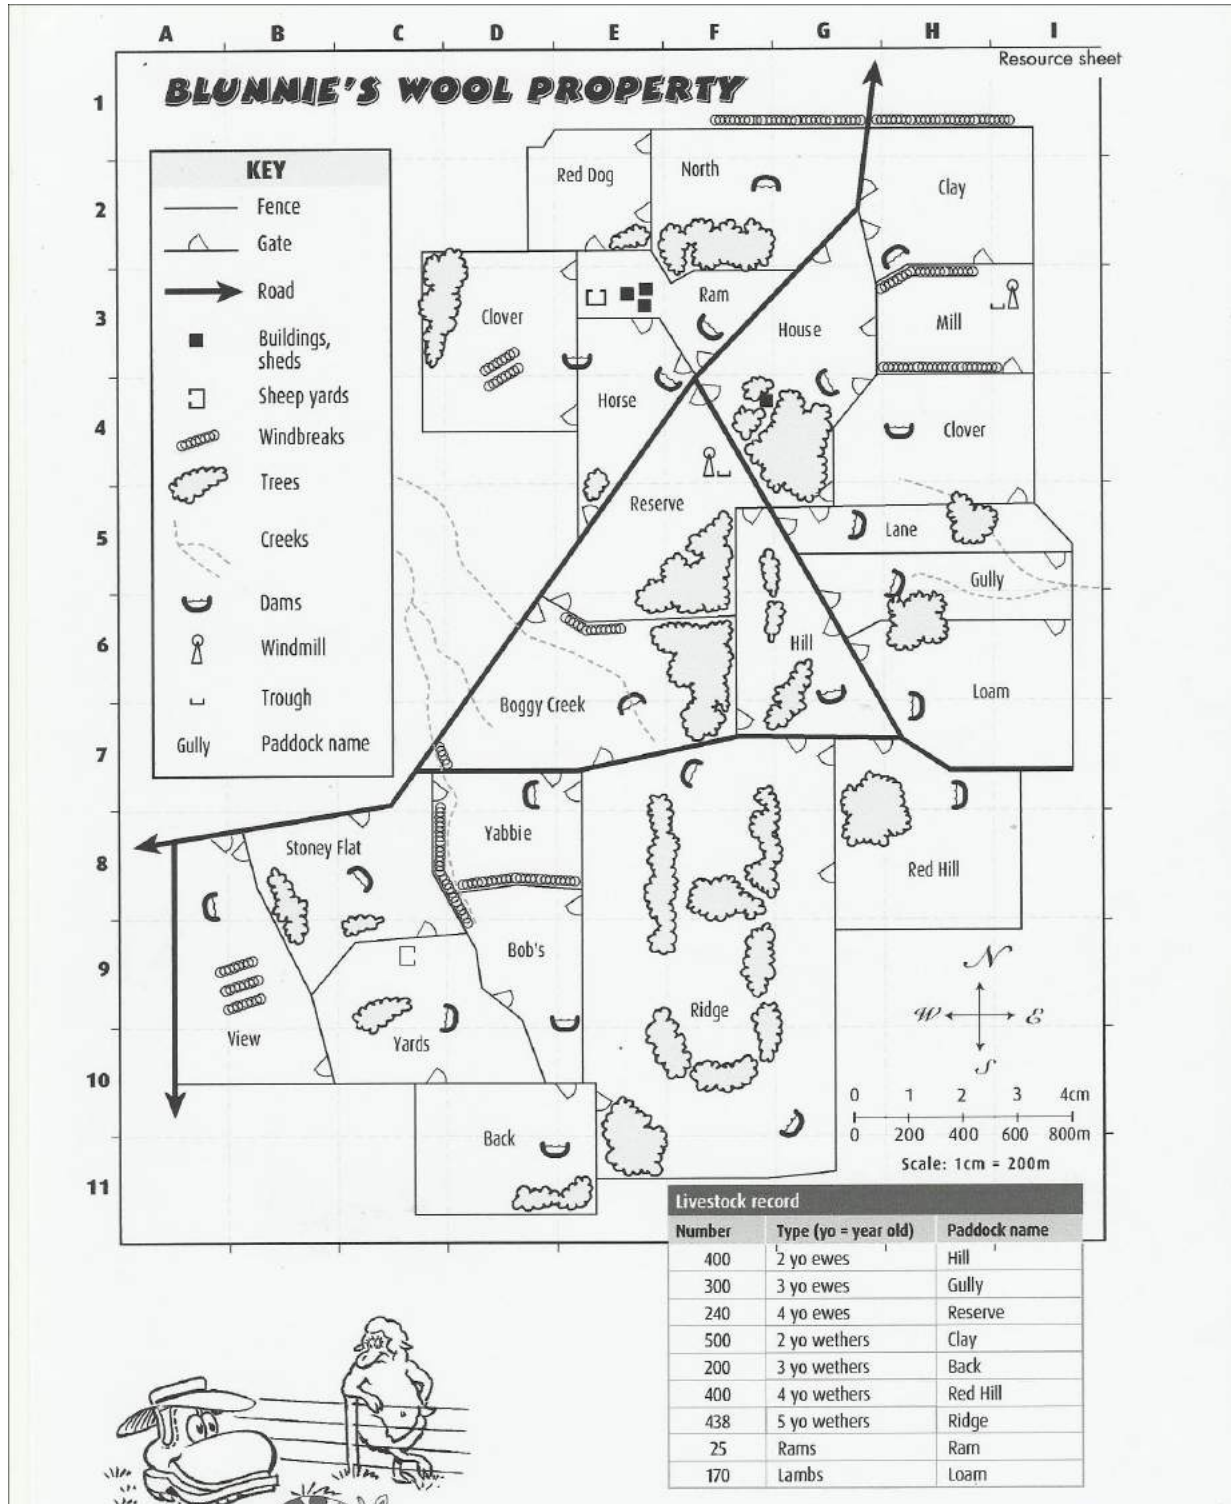 A B C D E F G H I
Resource sheet
BLUNNIE'S WOOL PROPERTY
1
2
3
4
5
6
7
8
9
10
11
KEY
Fence
Gate
Road
Buildings,
sheds
Sheep yards
Windbreaks
Trees
Creeks
Dams
Windmill
Trough
Gully Paddock name
Red Dog
North
Clay
Clover
Ram
House
Mill
Horse
Clover
Reserve
Lane
Gully
Hill
Boggy Creek
Loam
Stoney Flat
Yabbie
Red Hill
Bob's
Ridge
View
Yards
Back
N
W E
S
0 1 2 3 4cm
0 200 400 600 800m
Scale: 1cm = 200m
Livestock record
Number Type (yo = year old) Paddock name
400 2 yo ewes Hill
300 3 yo ewes Gully
240 4 yo ewes Reserve
500 2 yo wethers Clay
200 3 yo wethers Back
400 4 yo wethers Red Hill
438 5 yo wethers Ridge
25 Rams Ram
170 Lambs Loam